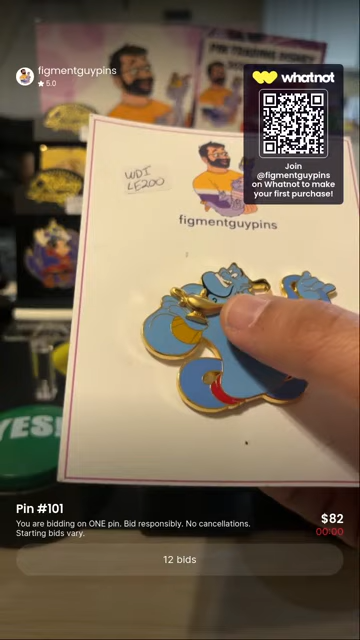 figmentguypins
★ 5.0
whatnot
Join
@figmentguypins
on Whatnot to make
your first purchase!
WDI
LE200
figmentguypins
YES!
Pin #101
You are bidding on ONE pin. Bid responsibly. No cancellations.
Starting bids vary.
$82
00:00
12 bids